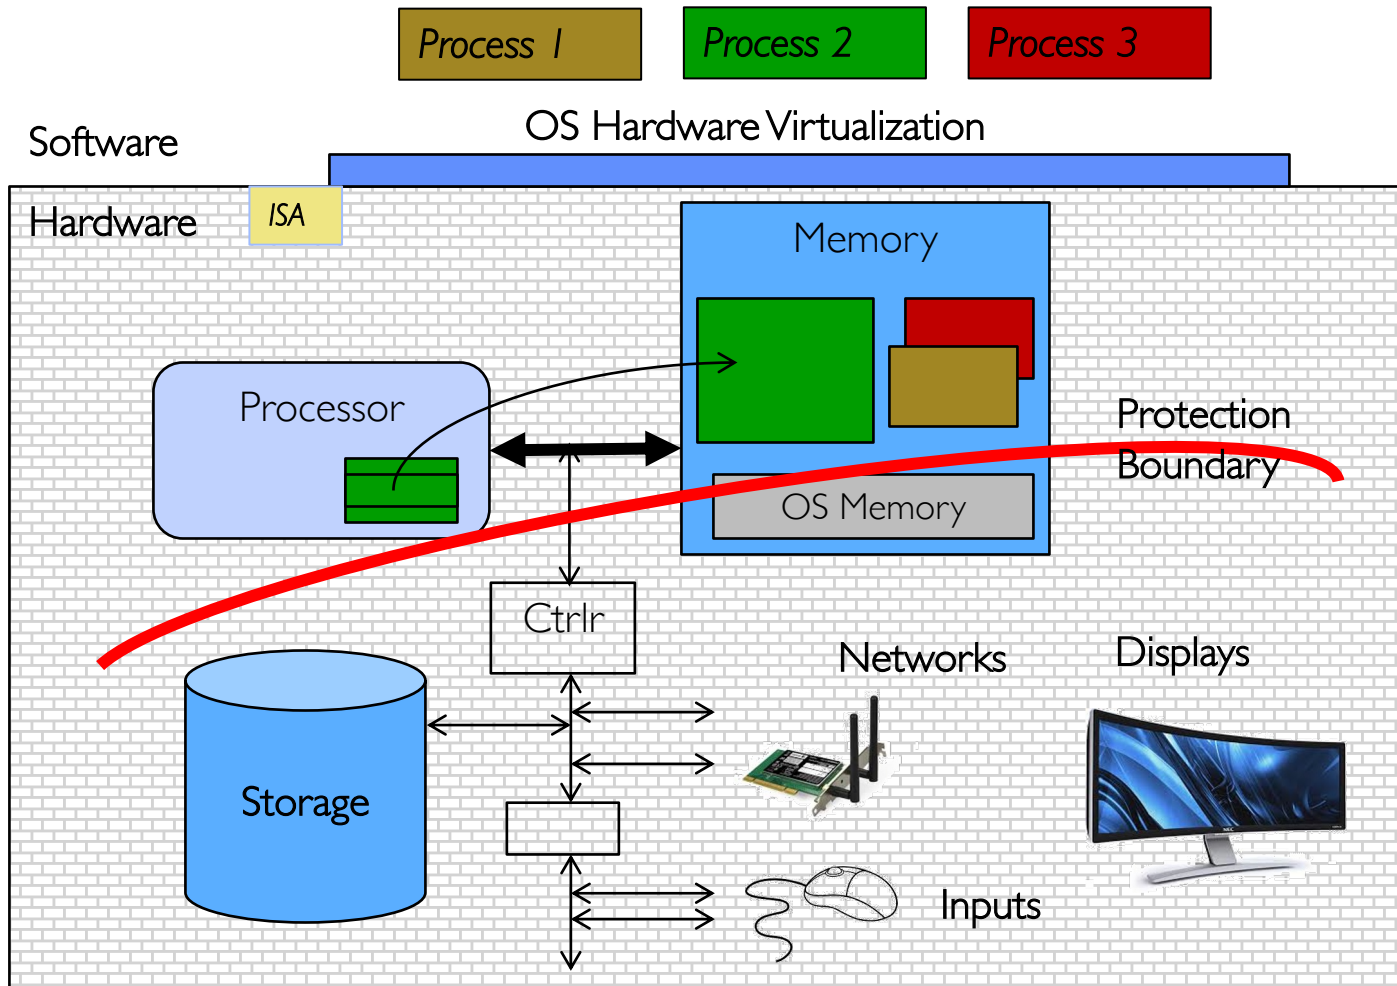 Process 1
Process 2
Process 3
OS Hardware Virtualization
Software
Hardware
ISA
Memory
Processor
Protection
Boundary
OS Memory
Ctrlr
Networks
Displays
Storage
Inputs